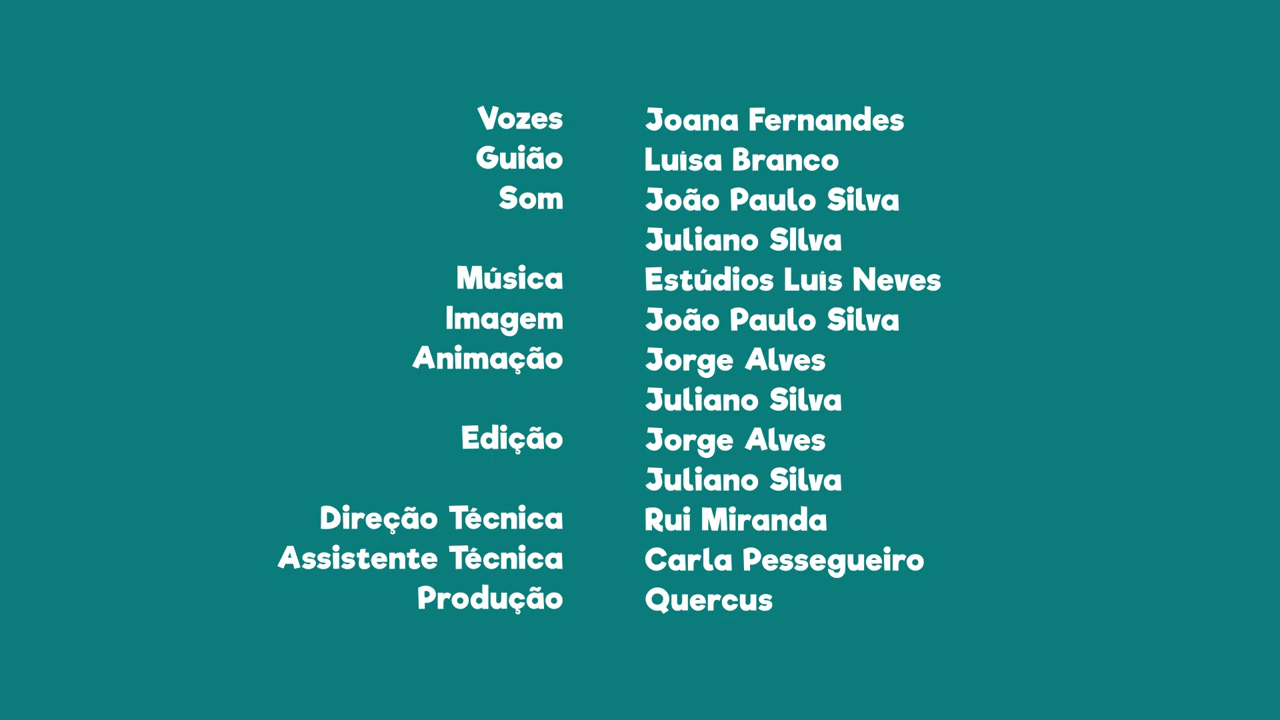 Vozes Joana Fernandes
Guião Luísa Branco
Som João Paulo Silva
Juliano SIlva
Música Estúdios Luís Neves
Imagem João Paulo Silva
Animação Jorge Alves
Juliano Silva
Edição Jorge Alves
Juliano Silva
Direção Técnica Rui Miranda
Assistente Técnica Carla Pessegueiro
Produção Quercus